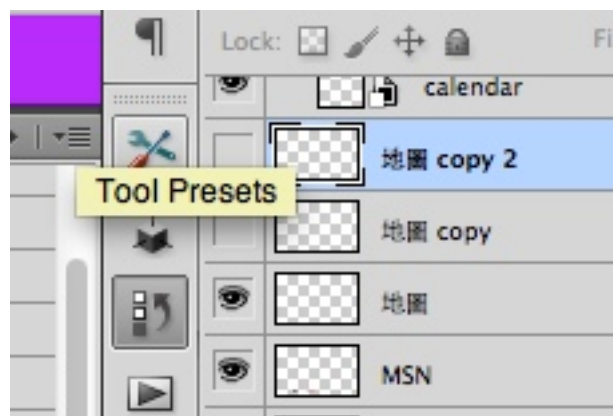 Lock:
Fi
calendar
地圖 copy 2
Tool Presets
地圖 copy
地圖
MSN